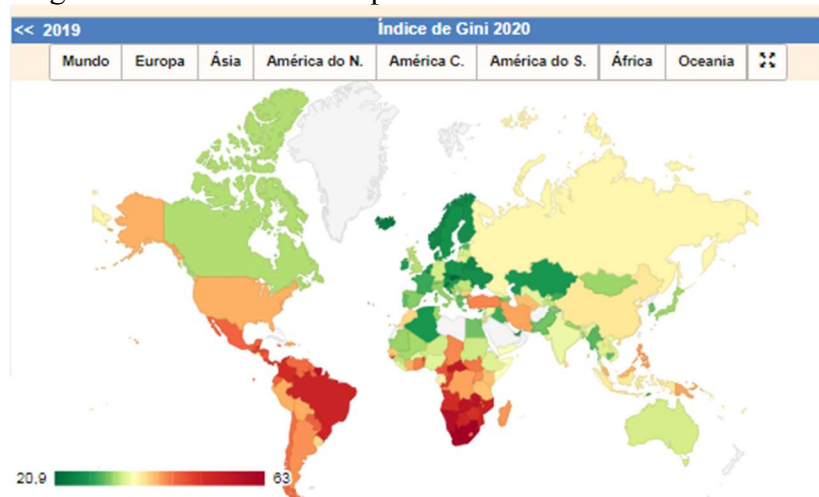 << 2019 Índice de Gini 2020
Mundo Europa Ásia América do N. América C. América do S. África Oceania
20.9 63